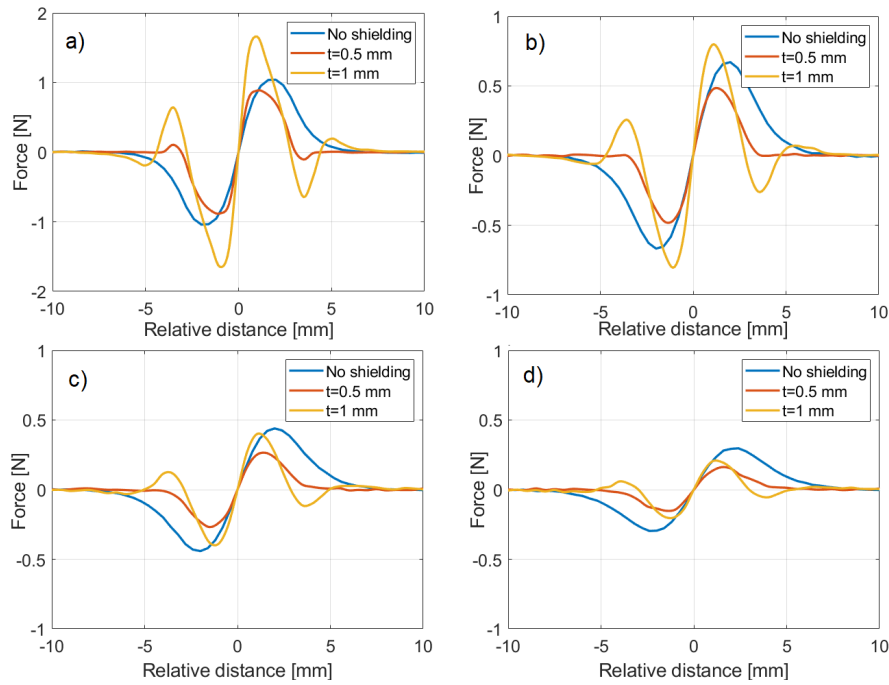 a)
No shielding
t=0.5 mm
t=1 mm
2
1
0
-1
-2
Force [N]
-10
-5
0
5
10
Relative distance [mm]
b)
No shielding
t=0.5 mm
t=1 mm
1
0.5
0
-0.5
-1
Force [N]
-10
-5
0
5
10
Relative distance [mm]
c)
No shielding
t=0.5 mm
t=1 mm
1
0.5
0
-0.5
-1
Force [N]
-10
-5
0
5
10
Relative distance [mm]
d)
No shielding
t=0.5 mm
t=1 mm
1
0.5
0
-0.5
-1
Force [N]
-10
-5
0
5
10
Relative distance [mm]